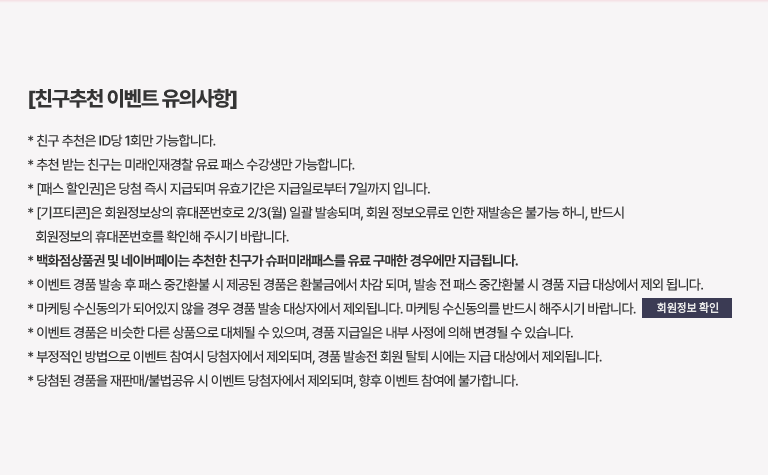 [친구추천 이벤트 유의사항]
* 친구 추천은 ID당 1회만 가능합니다.
* 추천 받는 친구는 미래인재경찰 유료 패스 수강생만 가능합니다.
* [패스 할인권]은 당첨 즉시 지급되며 유효기간은 지급일로부터 7일까지 입니다.
* [기프티콘]은 회원정보상의 휴대폰번호로 2/3(월) 일괄 발송되며, 회원 정보오류로 인한 재발송은 불가능 하니, 반드시
회원정보의 휴대폰번호를 확인해 주시기 바랍니다.
* 백화점상품권 및 네이버페이는 추천한 친구가 슈퍼미래패스를 유료 구매한 경우에만 지급됩니다.
* 이벤트 경품 발송 후 패스 중간환불 시 제공된 경품은 환불금에서 차감 되며, 발송 전 패스 중간환불 시 경품 지급 대상에서 제외 됩니다.
* 마케팅 수신동의가 되어있지 않을 경우 경품 발송 대상자에서 제외됩니다. 마케팅 수신동의를 반드시 해주시기 바랍니다. 회원정보 확인
* 이벤트 경품은 비슷한 다른 상품으로 대체될 수 있으며, 경품 지급일은 내부 사정에 의해 변경될 수 있습니다.
* 부정적인 방법으로 이벤트 참여시 당첨자에서 제외되며, 경품 발송전 회원 탈퇴 시에는 지급 대상에서 제외됩니다.
* 당첨된 경품을 재판매/불법공유 시 이벤트 당첨자에서 제외되며, 향후 이벤트 참여에 불가합니다.